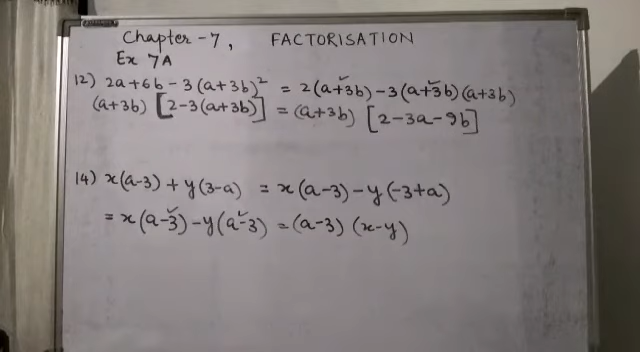 Chapter-7, FACTORISATION
Ex 7A
12) 2a+6b-3(a+3b)² = 2(a+3b)-3(a+3b)(a+3b)
(a+3b) [2-3(a+3b)] = (a+3b) [2-3a-9b]
14) x(a-3)+y(3-a) = x(a-3)-y(-3+a)
= x(a-3)-y(a-3) = (a-3) (x-y)